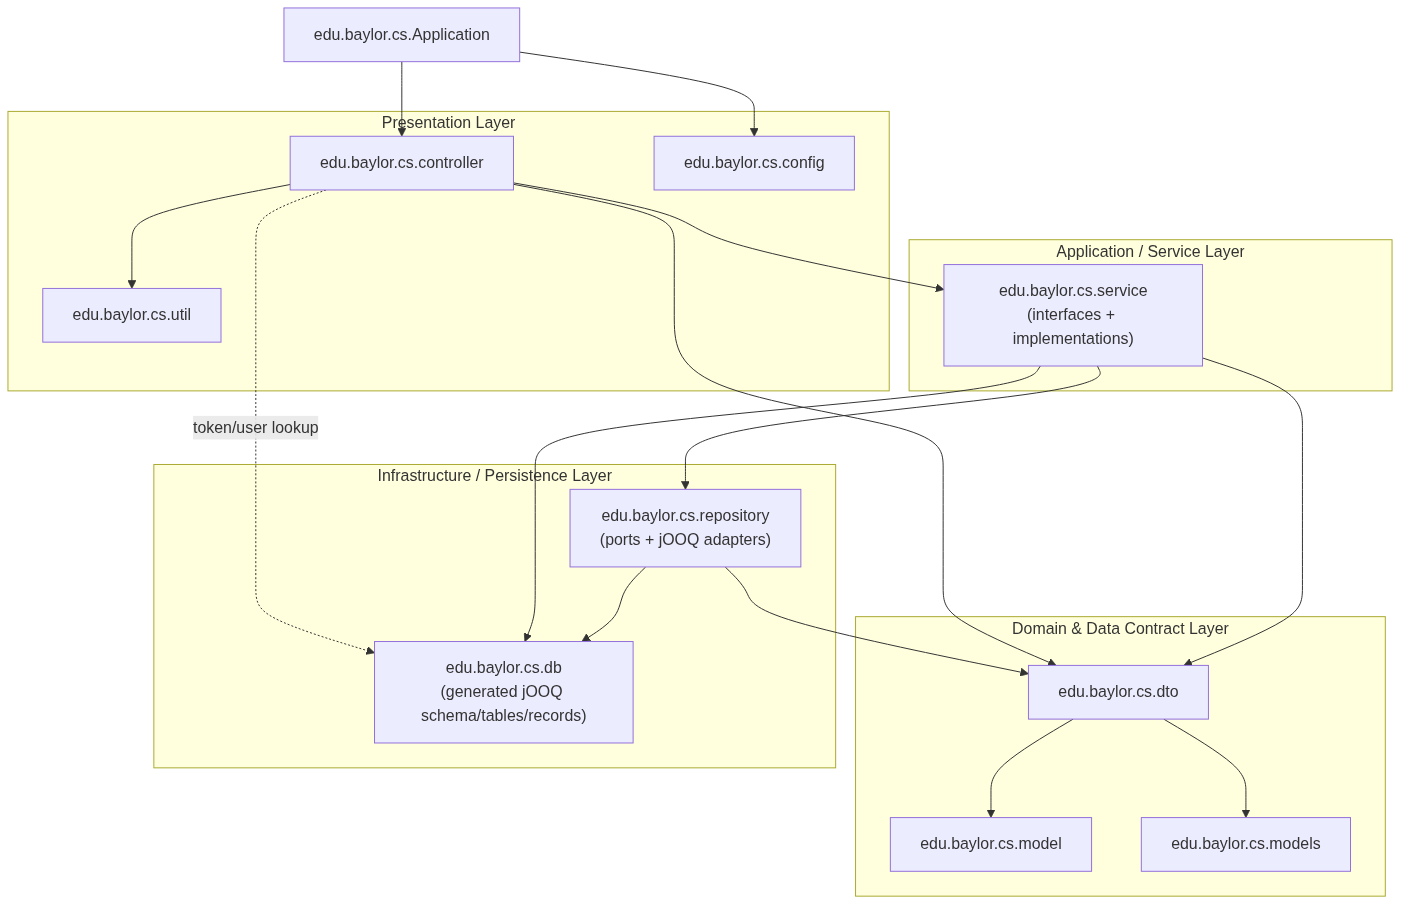 edu.baylor.cs.Application
Presentation Layer
edu.baylor.cs.controller
edu.baylor.cs.config
edu.baylor.cs.util
Application / Service Layer
edu.baylor.cs.service
(interfaces +
implementations)
token/user lookup
Infrastructure / Persistence Layer
edu.baylor.cs.repository
(ports + jOOQ adapters)
edu.baylor.cs.db
(generated jOOQ
schema/tables/records)
Domain & Data Contract Layer
edu.baylor.cs.dto
edu.baylor.cs.model
edu.baylor.cs.models